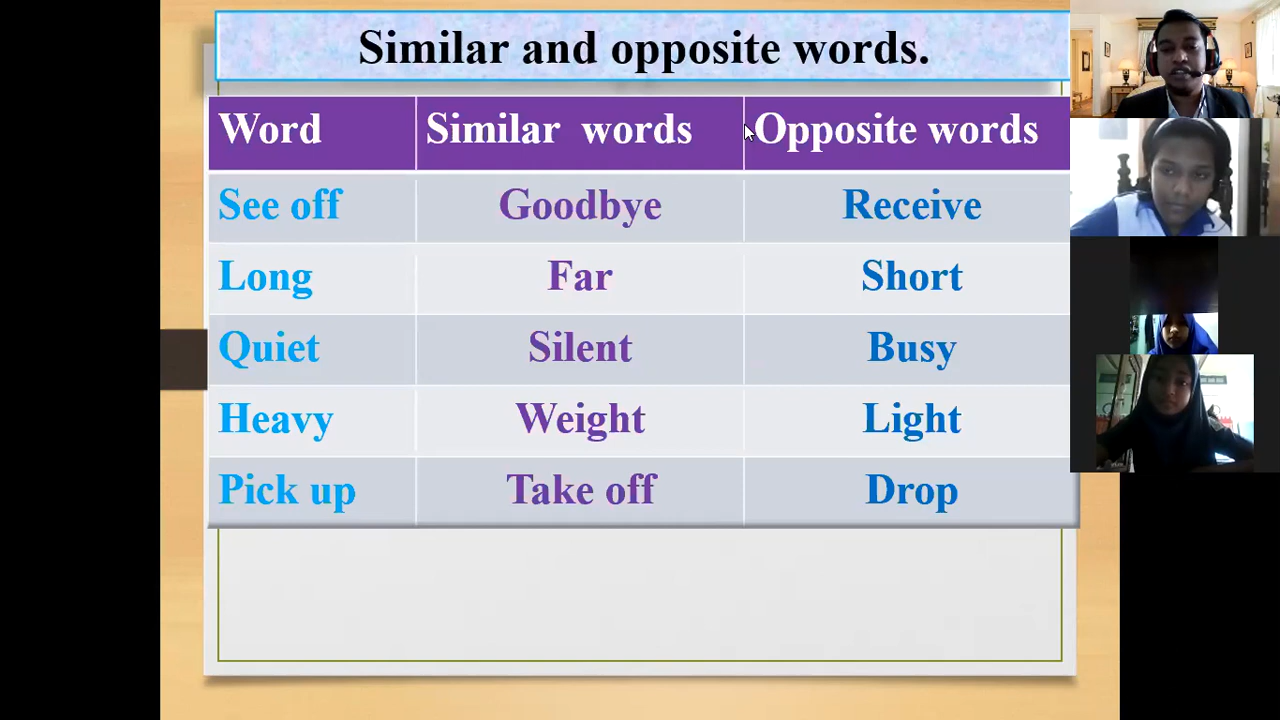 Similar and opposite words.
Word Similar words Opposite words
See off Goodbye Receive
Long Far Short
Quiet Silent Busy
Heavy Weight Light
Pick up Take off Drop